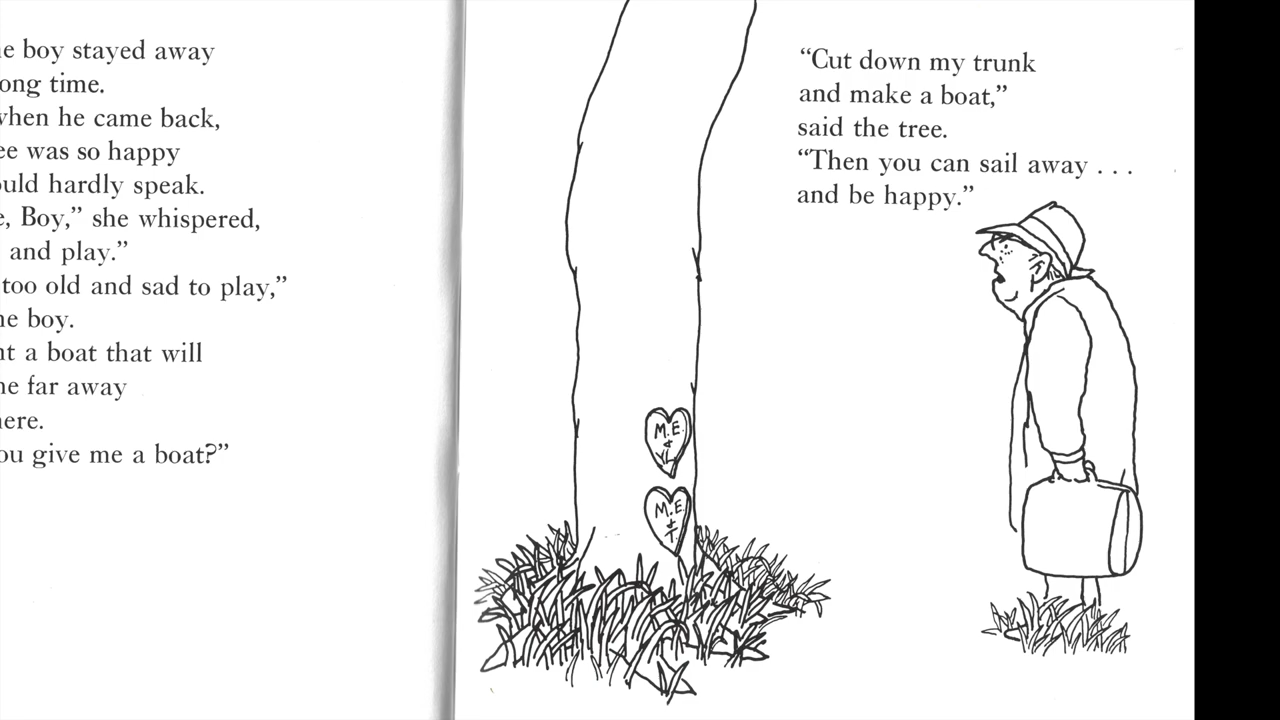 e boy stayed away
ong time.
when he came back,
ee was so happy
ould hardly speak.
e, Boy,” she whispered,
and play.”
too old and sad to play,”
he boy.
nt a boat that will
ne far away
here.
ou give me a boat?”
“Cut down my trunk
and make a boat,”
said the tree.
“Then you can sail away . . .
and be happy.”
M.E.
+
Y.L.
M.E.
+
T